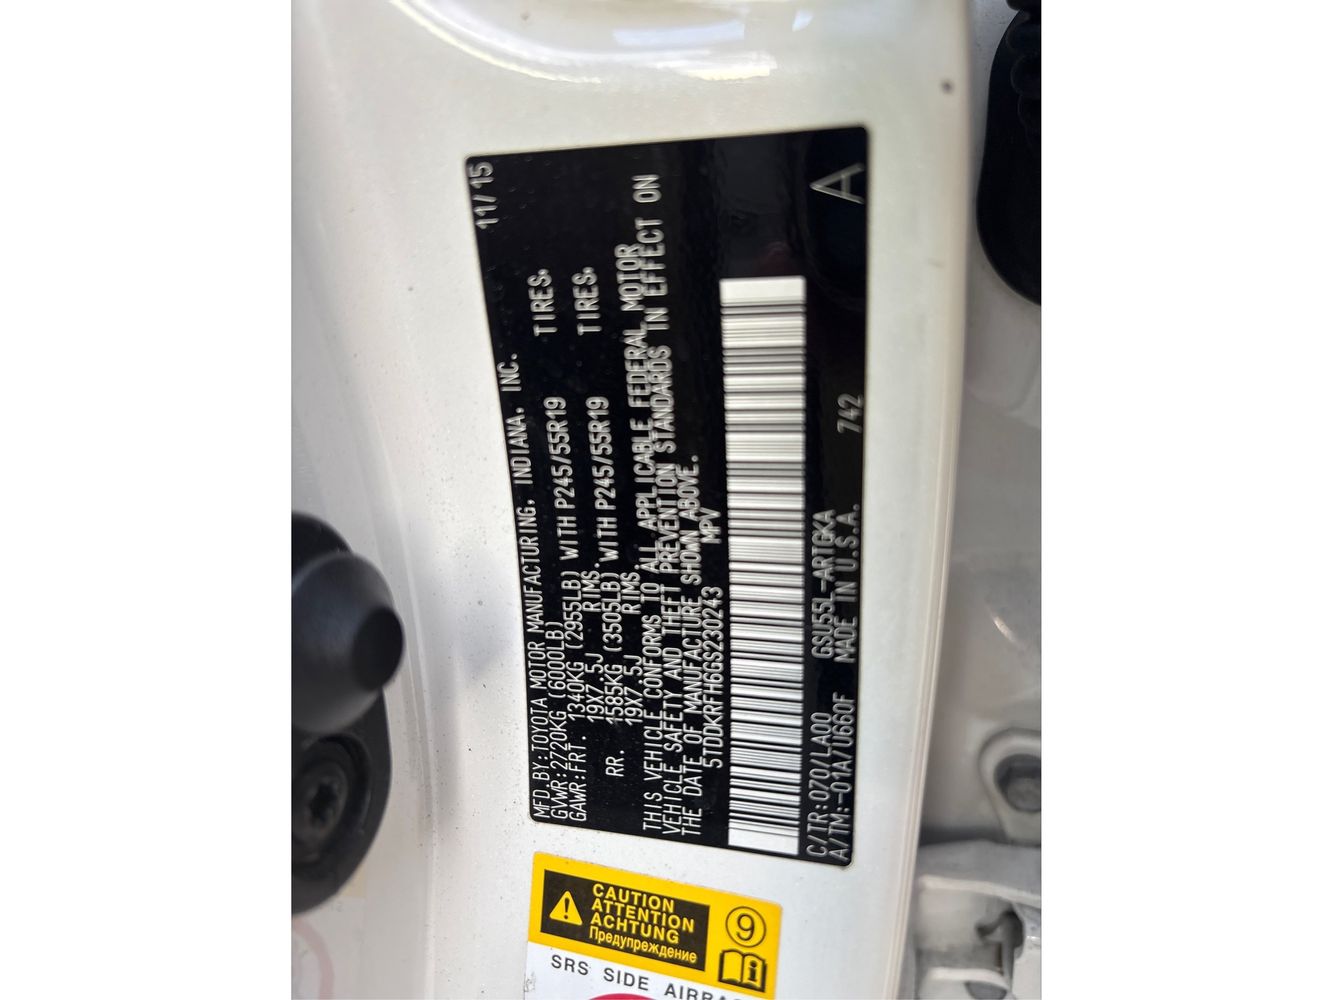 MFD.BY:TOYOTA MOTOR MANUFACTURING, INDIANA, INC. 11/15
GVWR:2720KG (6000LB)
GAWR:FRT. 1340KG (2955LB) WITH P245/55R19 TIRES,
19X7.5J RIMS.
RR. 1585KG (3505LB) WITH P245/55R19 TIRES,
19X7.5J RIMS.
THIS VEHICLE CONFORMS TO ALL APPLICABLE FEDERAL MOTOR
VEHICLE SAFETY AND THEFT PREVENTION STANDARDS IN EFFECT ON
THE DATE OF MANUFACTURE SHOWN ABOVE.
5TDDKRFH6GS230243 MPV
C/TR:070/LA00 GSU55L-ARTGKA 742
A/TM:-01A/U660F MADE IN U.S.A.
A
CAUTION
ATTENTION
ACHTUNG
Предупреждение
9
SRS SIDE